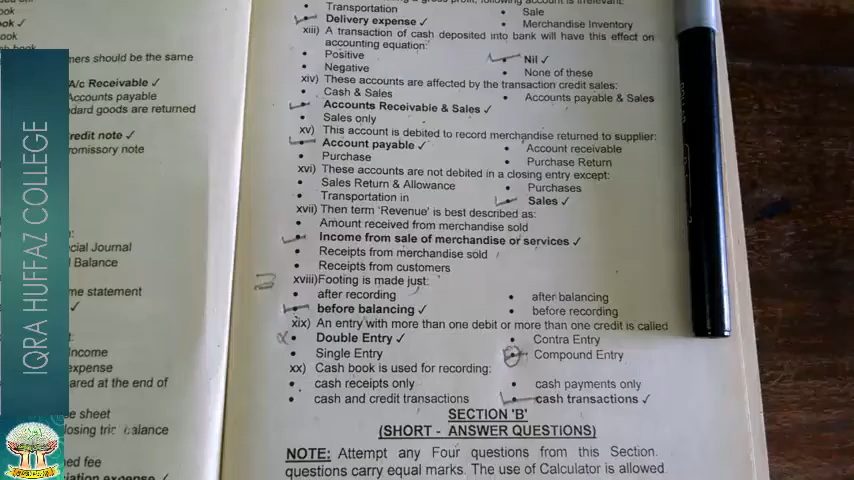 IQRA HUFFAZ COLLEGE
ook
ook ✓
ook
mers should be the same
A/c Receivable ✓
Accounts payable
dard goods are returned
redit note ✓
romissory note
cial Journal
l Balance
me statement
✓
t:
income
expense
ared at the end of
e sheet
losing trial balance
ned fee
iation expense ✓
• Transportation
• Sale
• Delivery expense ✓
• Merchandise Inventory
xiii) A transaction of cash deposited into bank will have this effect on
accounting equation:
• Positive
• Nil ✓
• Negative
• None of these
xiv) These accounts are affected by the transaction credit sales:
• Cash & Sales
• Accounts payable & Sales
• Accounts Receivable & Sales ✓
• Sales only
xv) This account is debited to record merchandise returned to supplier:
• Account payable ✓
• Account receivable
• Purchase
• Purchase Return
xvi) These accounts are not debited in a closing entry except:
• Sales Return & Allowance
• Purchases
• Transportation in
• Sales ✓
xvii) Then term 'Revenue' is best described as:
• Amount received from merchandise sold
• Income from sale of merchandise or services ✓
• Receipts from merchandise sold
• Receipts from customers
xviii)Footing is made just:
• after recording
• after balancing
• before balancing ✓
• before recording
xix) An entry with more than one debit or more than one credit is called
• Double Entry ✓
• Contra Entry
• Single Entry
• Compound Entry
xx) Cash book is used for recording:
• cash receipts only
• cash payments only
• cash and credit transactions
• cash transactions ✓
SECTION 'B'
(SHORT - ANSWER QUESTIONS)
NOTE: Attempt any Four questions from this Section.
questions carry equal marks. The use of Calculator is allowed